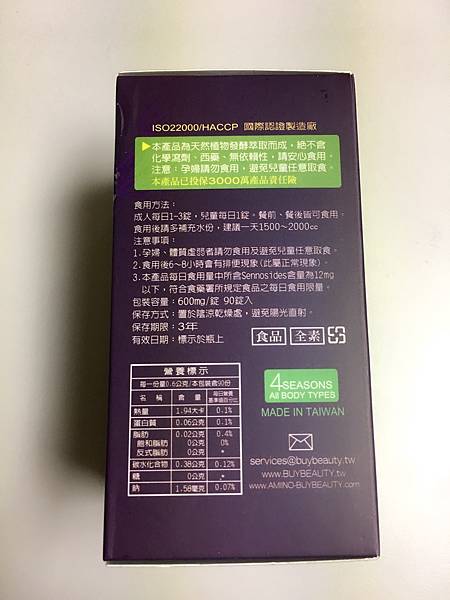 ISO22000/HACCP 國際認證製造廠
▶本產品為天然植物發酵萃取而成，絕不含
化學瀉劑、西藥、無依賴性，請安心食用。
注意：孕婦請勿食用，避免兒童任意取食。
本產品已投保3000萬產品責任險
食用方法：
成人每日1~3錠，兒童每日1錠。餐前、餐後皆可食用。
食用後請多補充水份，建議一天1500~2000cc
注意事項：
1.孕婦、體質虛弱者請勿食用及避免兒童任意取食。
2.食用後6~8小時會有排便現象(此屬正常現象)。
3.本產品每日食用量中所含Sennosides含量為12mg
以下，符合食藥署所規定食品之每日食用限量。
包裝容量：600mg/錠 90錠入
保存方式：置於陰涼乾燥處，避免陽光直射。
保存期限：3年
有效日期：標示於瓶上
食品 全素
營養標示
每一份量0.6公克/本包裝含90份
品名 含量 每日營養基準值百分比
熱量 1.94大卡 0.1%
蛋白質 0.06公克 0.1%
脂肪 0.02公克 0.4%
飽和脂肪 0公克 0%
反式脂肪 0公克 *
碳水化合物 0.38公克 0.12%
糖 0公克 *
鈉 1.58毫克 0.07%
4 SEASONS
All BODY TYPES
MADE IN TAIWAN
services@buybeauty.tw
www.BUYBEAUTY.tw
www.AMIINO-BUYBEAUTY.com